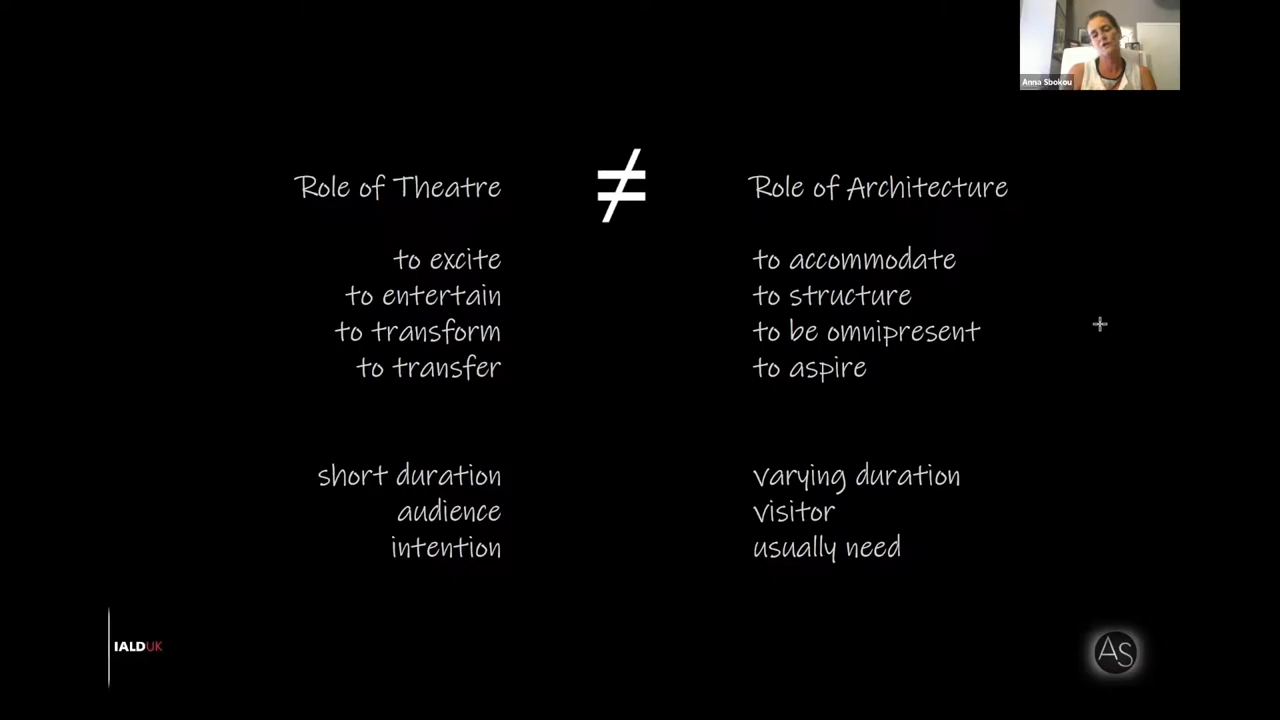 Anna Sbokou
Role of Theatre ≠ Role of Architecture
to excite
to entertain
to transform
to transfer
to accommodate
to structure
to be omnipresent
to aspire
short duration
audience
intention
varying duration
visitor
usually need
IALDUK
AS